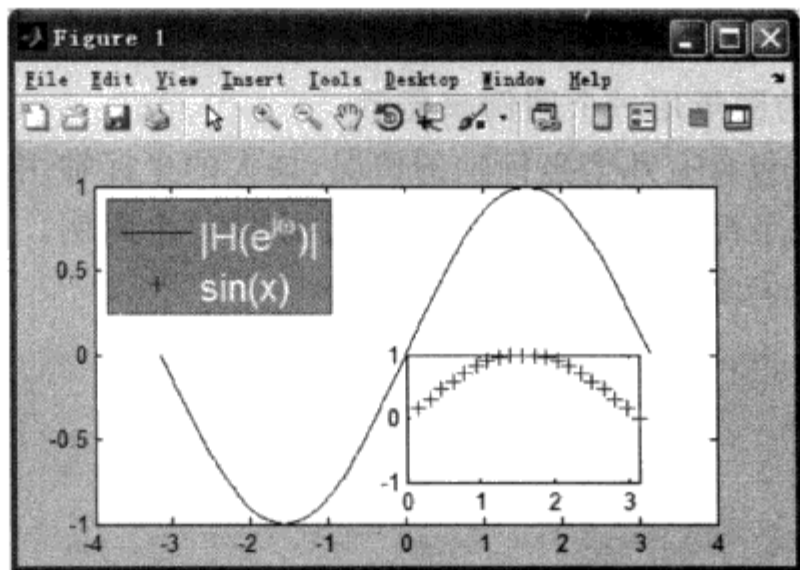 Figure 1
File Edit View Insert Tools Desktop Window Help
1
0.5
0
-0.5
-1
-4 -3 -2 -1 0 1 2 3 4
|H(e^{jω})|
sin(x)
1
0
-1
0 1 2 3